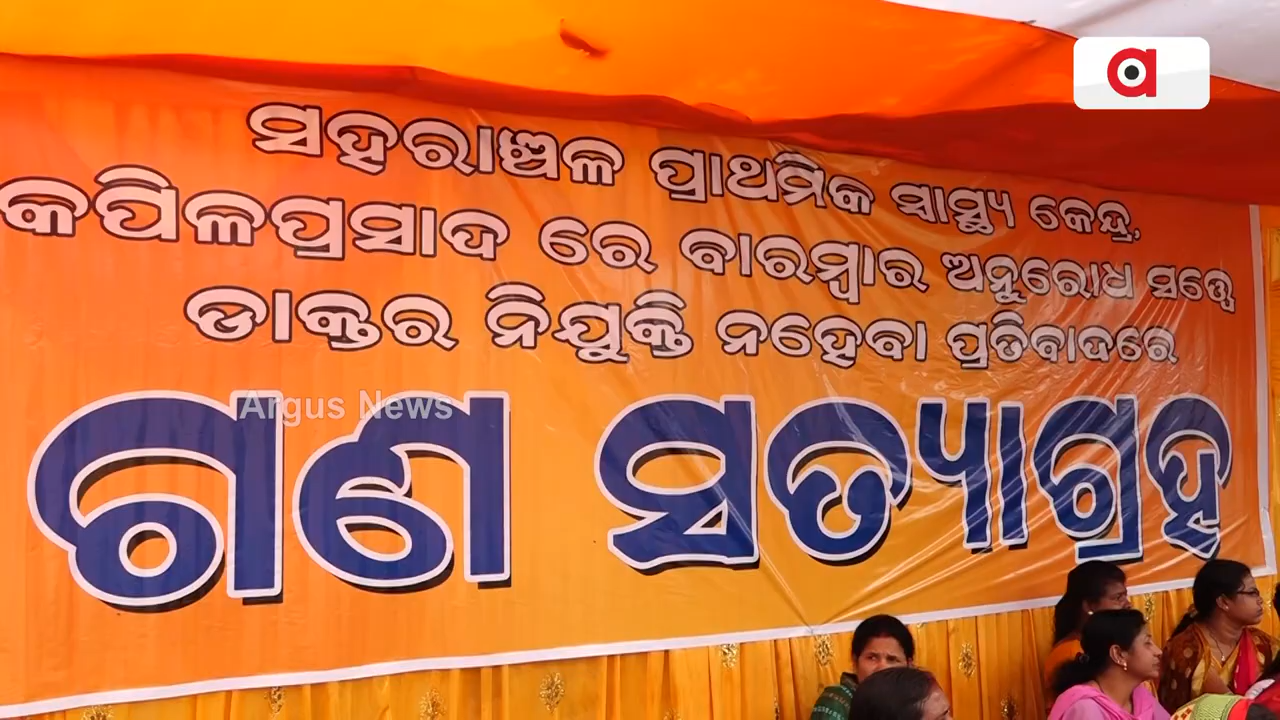 ସହରାଞ୍ଚଳ ପ୍ରାଥମିକ ସ୍ୱାସ୍ଥ୍ୟ କେନ୍ଦ୍ର,
କପିଳପ୍ରସାଦ ରେ ବାରମ୍ବାର ଅନୁରୋଧ ସତ୍ତ୍ୱେ
ଡାକ୍ତର ନିଯୁକ୍ତି ନହେବା ପ୍ରତିବାଦରେ
ଗଣ ସତ୍ୟାଗ୍ରହ
Argus News